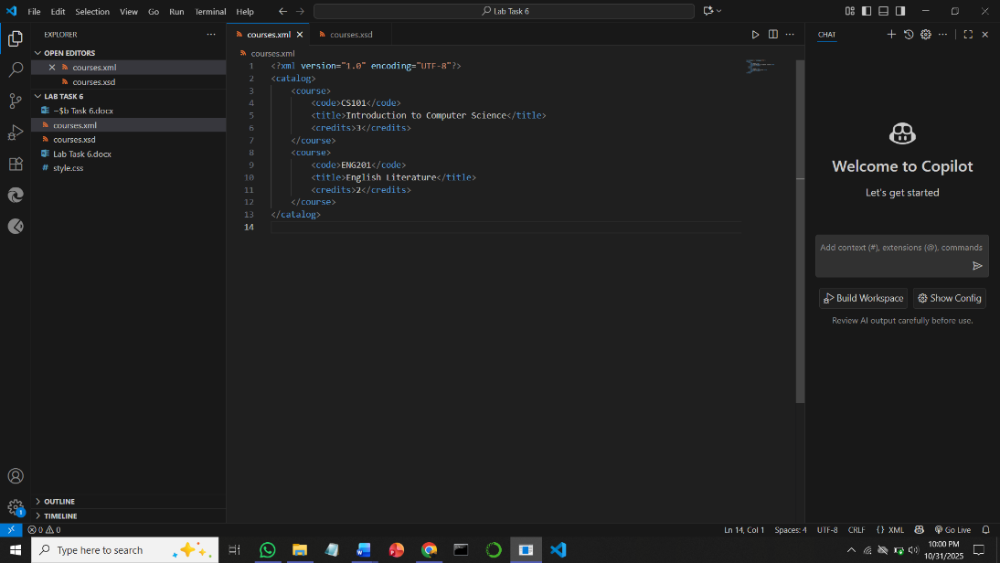 File Edit Selection View Go Run Terminal Help
Lab Task 6
EXPLORER
OPEN EDITORS
courses.xml
courses.xsd
LAB TASK 6
~$b Task 6.docx
courses.xml
courses.xsd
Lab Task 6.docx
style.css
OUTLINE
TIMELINE
courses.xml courses.xsd
courses.xml
1 <?xml version="1.0" encoding="UTF-8"?>
2 <catalog>
3 <course>
4 <code>CS101</code>
5 <title>Introduction to Computer Science</title>
6 <credits>3</credits>
7 </course>
8 <course>
9 <code>ENG201</code>
10 <title>English Literature</title>
11 <credits>2</credits>
12 </course>
13 </catalog>
14
CHAT
Welcome to Copilot
Let's get started
Add context (#), extensions (@), commands
Build Workspace Show Config
Review AI output carefully before use.
1
0 0
Ln 14, Col 1 Spaces: 4 UTF-8 CRLF {} XML Go Live
Type here to search
10:00 PM
10/31/2025